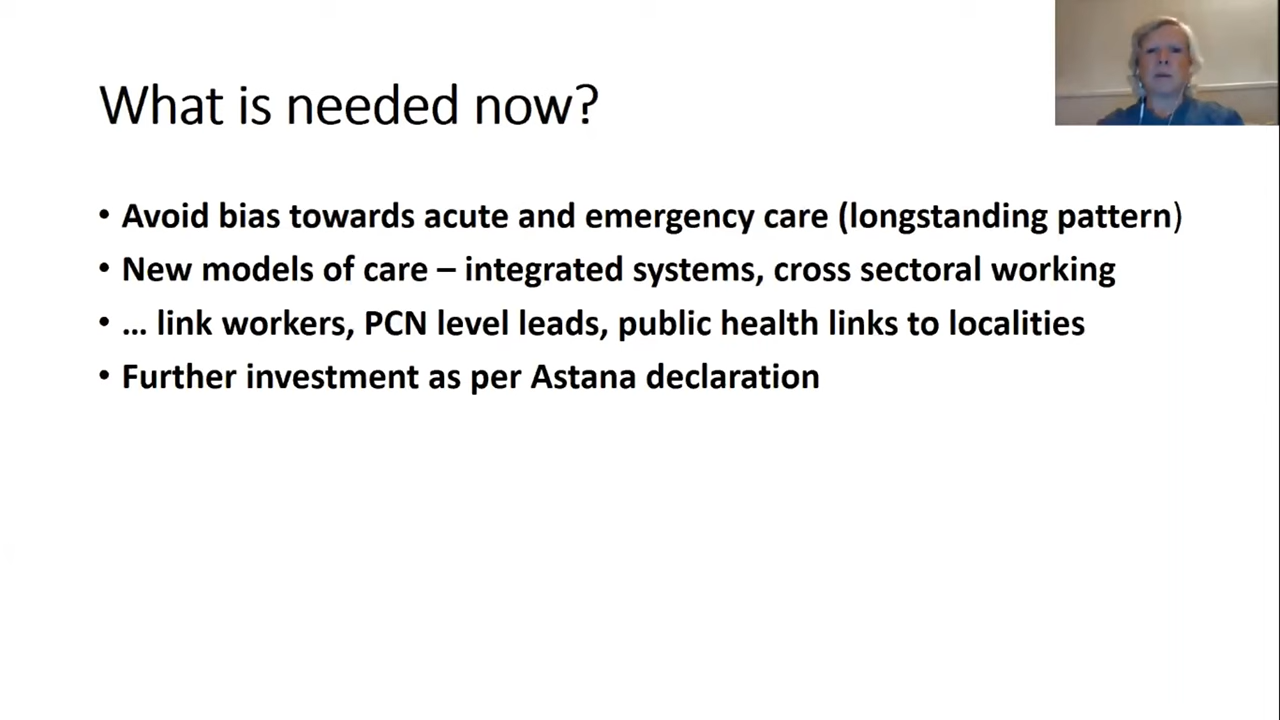 What is needed now?
• Avoid bias towards acute and emergency care (longstanding pattern)
• New models of care – integrated systems, cross sectoral working
• … link workers, PCN level leads, public health links to localities
• Further investment as per Astana declaration